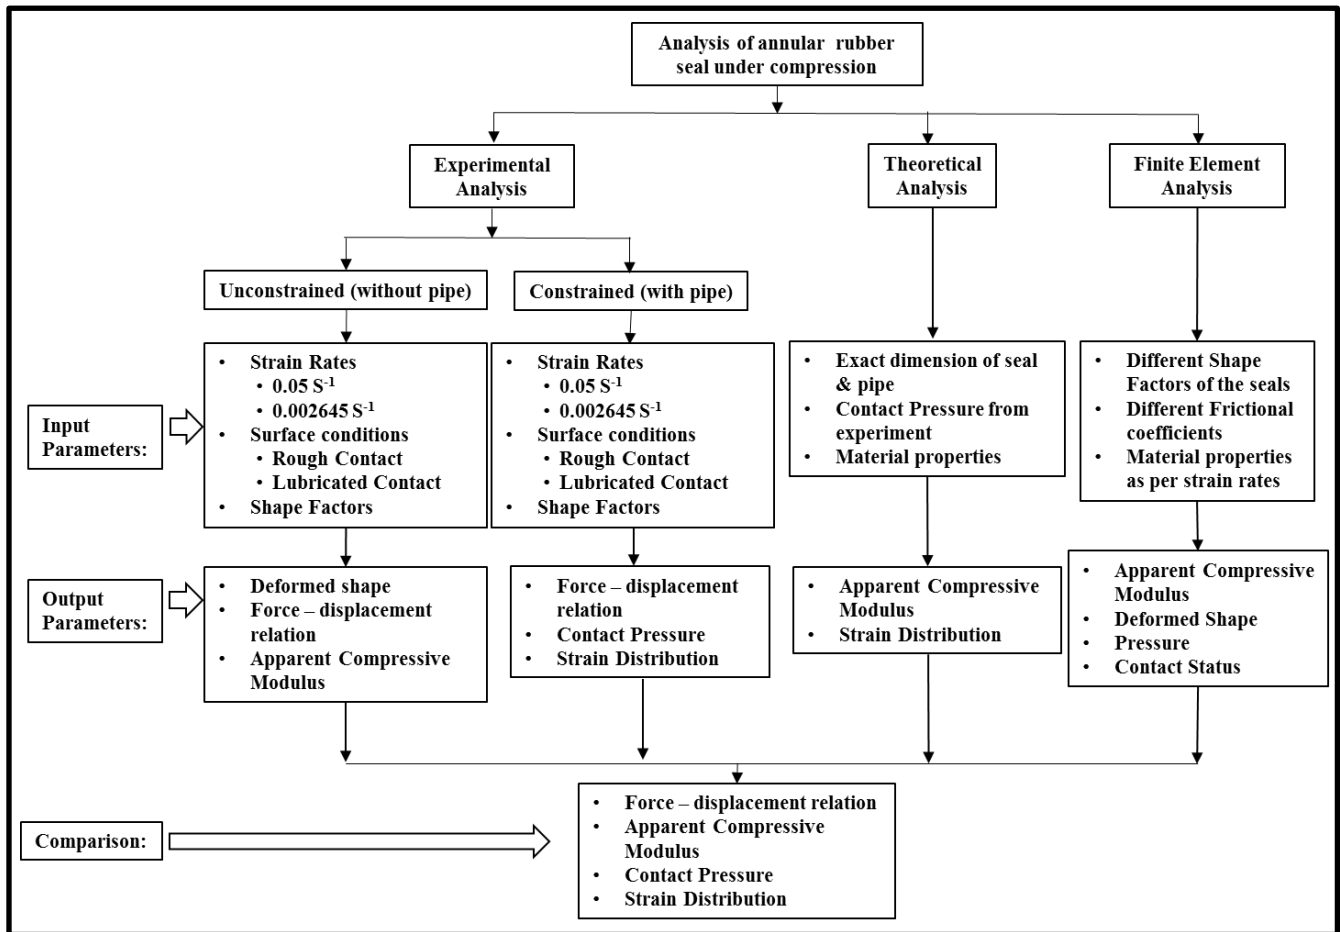 Analysis of annular rubber
seal under compression
Experimental
Analysis
Theoretical
Analysis
Finite Element
Analysis
Unconstrained (without pipe)
Constrained (with pipe)
Input
Parameters:
• Strain Rates
• 0.05 S-1
• 0.002645 S-1
• Surface conditions
• Rough Contact
• Lubricated Contact
• Shape Factors
• Strain Rates
• 0.05 S-1
• 0.002645 S-1
• Surface conditions
• Rough Contact
• Lubricated Contact
• Shape Factors
• Exact dimension of seal
& pipe
• Contact Pressure from
experiment
• Material properties
• Different Shape
Factors of the seals
• Different Frictional
coefficients
• Material properties
as per strain rates
Output
Parameters:
• Deformed shape
• Force – displacement
relation
• Apparent Compressive
Modulus
• Force – displacement
relation
• Contact Pressure
• Strain Distribution
• Apparent Compressive
Modulus
• Strain Distribution
• Apparent Compressive
Modulus
• Deformed Shape
• Pressure
• Contact Status
Comparison:
• Force – displacement relation
• Apparent Compressive
Modulus
• Contact Pressure
• Strain Distribution